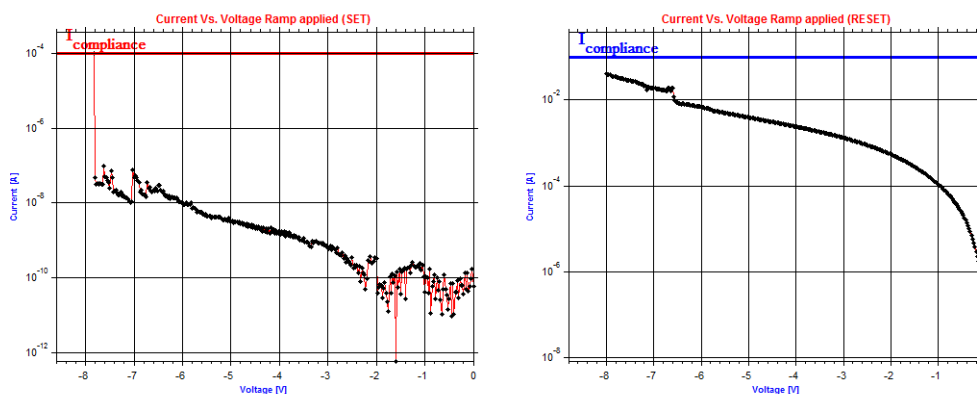 Current Vs. Voltage Ramp applied (SET)
I compliance
10^-4
10^-6
10^-8
10^-10
10^-12
Current [A]
-8 -7 -6 -5 -4 -3 -2 -1 0
Voltage [V]
Current Vs. Voltage Ramp applied (RESET)
I compliance
10^-2
10^-4
10^-6
10^-8
Current [A]
-8 -7 -6 -5 -4 -3 -2 -1
Voltage [V]